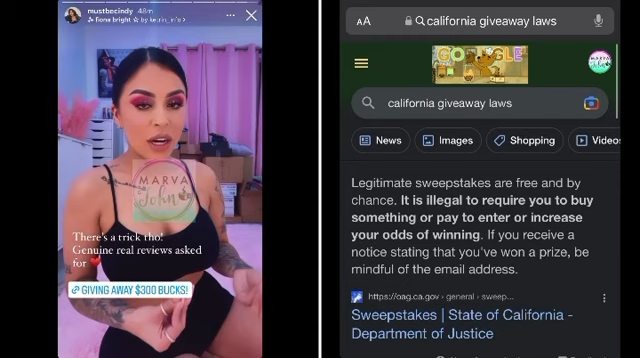 mustbecindy 48m
fiona bright by
There's a trick tho!
Genuine real reviews asked
for
GIVING AWAY $300 BUCKS!
MARVA
John
AA
california giveaway laws
california giveaway laws
News
Images
Shopping
Videos
Legitimate sweepstakes are free and by
chance. It is illegal to require you to buy
something or pay to enter or increase
your odds of winning. If you receive a
notice stating that you've won a prize, be
mindful of the email address.
https://oag.ca.gov › general › sweep...
Sweepstakes | State of California -
Department of Justice